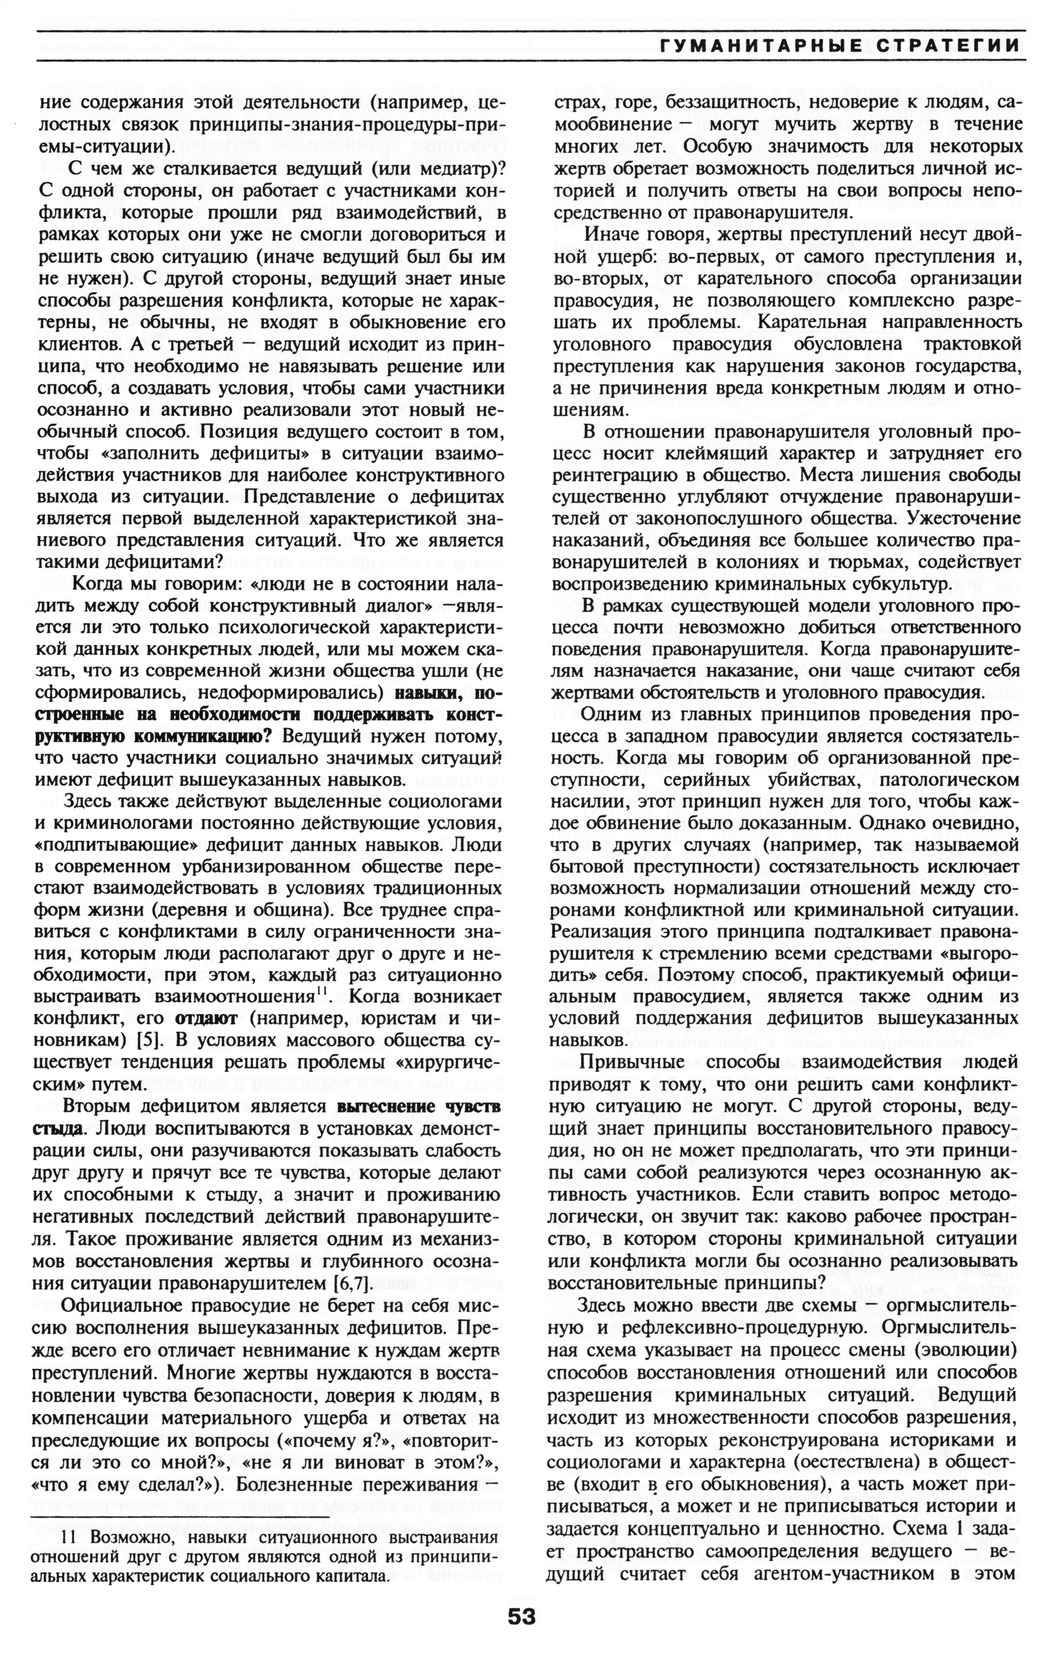 ГУМАНИТАРНЫЕ СТРАТЕГИИ
ние содержания этой деятельности (например, це-
лостных связок принципы-знания-процедуры-при-
емы-ситуации).
С чем же сталкивается ведущий (или медиатр)?
С одной стороны, он работает с участниками кон-
фликта, которые прошли ряд взаимодействий, в
рамках которых они уже не смогли договориться и
решить свою ситуацию (иначе ведущий был бы им
не нужен). С другой стороны, ведущий знает иные
способы разрешения конфликта, которые не харак-
терны, не обычны, не входят в обыкновение его
клиентов. А с третьей — ведущий исходит из прин-
ципа, что необходимо не навязывать решение или
способ, а создавать условия, чтобы сами участники
осознанно и активно реализовали этот новый не-
обычный способ. Позиция ведущего состоит в том,
чтобы «заполнить дефициты» в ситуации взаимо-
действия участников для наиболее конструктивного
выхода из ситуации. Представление о дефицитах
является первой выделенной характеристикой зна-
ниевого представления ситуаций. Что же является
такими дефицитами?
Когда мы говорим: «люди не в состоянии нала-
дить между собой конструктивный диалог» —явля-
ется ли это только психологической характеристи-
кой данных конкретных людей, или мы можем ска-
зать, что из современной жизни общества ушли (не
сформировались, недоформировались) навыки, по-
строенные на необходимости поддерживать конст-
руктивную коммуникацию? Ведущий нужен потому,
что часто участники социально значимых ситуаций
имеют дефицит вышеуказанных навыков.
Здесь также действуют выделенные социологами
и криминологами постоянно действующие условия,
«подпитывающие» дефицит данных навыков. Люди
в современном урбанизированном обществе пере-
стают взаимодействовать в условиях традиционных
форм жизни (деревня и община). Все труднее спра-
виться с конфликтами в силу ограниченности зна-
ния, которым люди располагают друг о друге и не-
обходимости, при этом, каждый раз ситуационно
выстраивать взаимоотношения11. Когда возникает
конфликт, его отдают (например, юристам и чи-
новникам) [5]. В условиях массового общества су-
ществует тенденция решать проблемы «хирургиче-
ским» путем.
Вторым дефицитом является вытеснение чувств
стыда. Люди воспитываются в установках демонст-
рации силы, они разучиваются показывать слабость
друг другу и прячут все те чувства, которые делают
их способными к стыду, а значит и проживанию
негативных последствий действий правонарушите-
ля. Такое проживание является одним из механиз-
мов восстановления жертвы и глубинного осозна-
ния ситуации правонарушителем [6,7].
Официальное правосудие не берет на себя мис-
сию восполнения вышеуказанных дефицитов. Пре-
жде всего его отличает невнимание к нуждам жертв
преступлений. Многие жертвы нуждаются в восста-
новлении чувства безопасности, доверия к людям, в
компенсации материального ущерба и ответах на
преследующие их вопросы («почему я?», «повторит-
ся ли это со мной?», «не я ли виноват в этом?»,
«что я ему сделал?»). Болезненные переживания —
11 Возможно, навыки ситуационного выстраивания
отношений друг с другом являются одной из принципи-
альных характеристик социального капитала.
страх, горе, беззащитность, недоверие к людям, са-
мообвинение — могут мучить жертву в течение
многих лет. Особую значимость для некоторых
жертв обретает возможность поделиться личной ис-
торией и получить ответы на свои вопросы непо-
средственно от правонарушителя.
Иначе говоря, жертвы преступлений несут двой-
ной ущерб: во-первых, от самого преступления и,
во-вторых, от карательного способа организации
правосудия, не позволяющего комплексно разре-
шать их проблемы. Карательная направленность
уголовного правосудия обусловлена трактовкой
преступления как нарушения законов государства,
а не причинения вреда конкретным людям и отно-
шениям.
В отношении правонарушителя уголовный про-
цесс носит клеймящий характер и затрудняет его
реинтеграцию в общество. Места лишения свободы
существенно углубляют отчуждение правонаруши-
телей от законопослушного общества. Ужесточение
наказаний, объединяя все большее количество пра-
вонарушителей в колониях и тюрьмах, содействует
воспроизведению криминальных субкультур.
В рамках существующей модели уголовного про-
цесса почти невозможно добиться ответственного
поведения правонарушителя. Когда правонарушите-
лям назначается наказание, они чаще считают себя
жертвами обстоятельств и уголовного правосудия.
Одним из главных принципов проведения про-
цесса в западном правосудии является состязатель-
ность. Когда мы говорим об организованной пре-
ступности, серийных убийствах, патологическом
насилии, этот принцип нужен для того, чтобы каж-
дое обвинение было доказанным. Однако очевидно,
что в других случаях (например, так называемой
бытовой преступности) состязательность исключает
возможность нормализации отношений между сто-
ронами конфликтной или криминальной ситуации.
Реализация этого принципа подталкивает правона-
рушителя к стремлению всеми средствами «выгоро-
дить» себя. Поэтому способ, практикуемый офици-
альным правосудием, является также одним из
условий поддержания дефицитов вышеуказанных
навыков.
Привычные способы взаимодействия людей
приводят к тому, что они решить сами конфликт-
ную ситуацию не могут. С другой стороны, веду-
щий знает принципы восстановительного правосу-
дия, но он не может предполагать, что эти принци-
пы сами собой реализуются через осознанную ак-
тивность участников. Если ставить вопрос методо-
логически, он звучит так: каково рабочее простран-
ство, в котором стороны криминальной ситуации
или конфликта могли бы осознанно реализовывать
восстановительные принципы?
Здесь можно ввести две схемы — оргмыслитель-
ную и рефлексивно-процедурную. Оргмыслитель-
ная схема указывает на процесс смены (эволюции)
способов восстановления отношений или способов
разрешения криминальных ситуаций. Ведущий
исходит из множественности способов разрешения,
часть из которых реконструирована историками и
социологами и характерна (оестествлена) в общест-
ве (входит в его обыкновения), а часть может при-
писываться, а может и не приписываться истории и
задается концептуально и ценностно. Схема 1 зада-
ет пространство самоопределения ведущего — ве-
дущий считает себя агентом-участником в этом
53